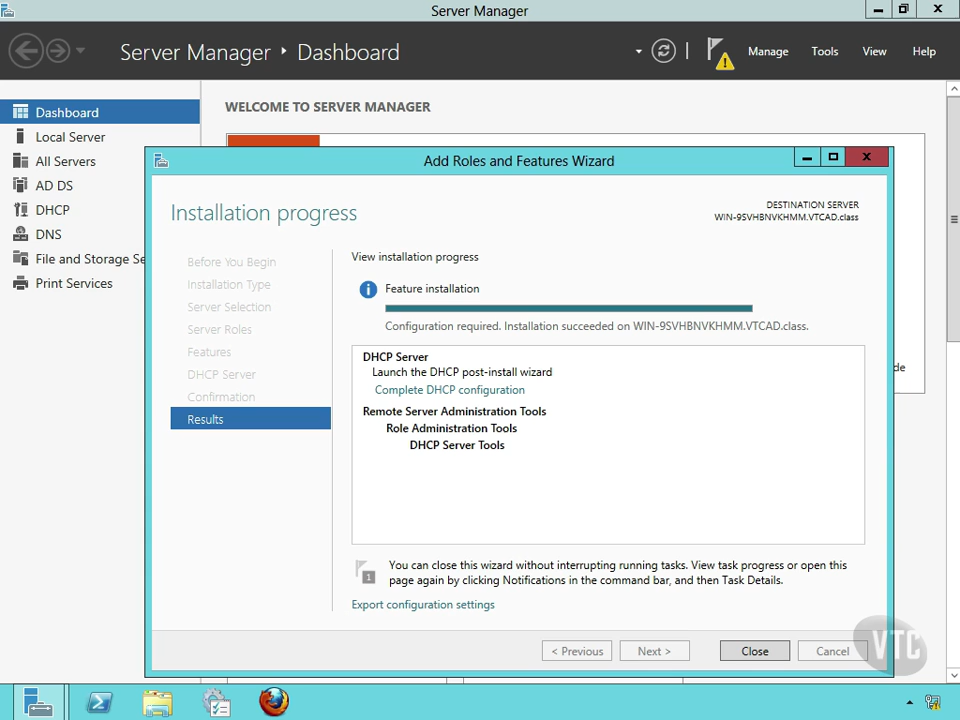 Server Manager
Server Manager ‣ Dashboard
Manage Tools View Help
Dashboard
Local Server
All Servers
AD DS
DHCP
DNS
File and Storage Se
Print Services
WELCOME TO SERVER MANAGER
Add Roles and Features Wizard
Installation progress
DESTINATION SERVER
WIN-9SVHBNVKHMM.VTCAD.class
Before You Begin
Installation Type
Server Selection
Server Roles
Features
DHCP Server
Confirmation
Results
View installation progress
Feature installation
Configuration required. Installation succeeded on WIN-9SVHBNVKHMM.VTCAD.class.
DHCP Server
Launch the DHCP post-install wizard
Complete DHCP configuration
Remote Server Administration Tools
Role Administration Tools
DHCP Server Tools
de
1
You can close this wizard without interrupting running tasks. View task progress or open this
page again by clicking Notifications in the command bar, and then Task Details.
Export configuration settings
< Previous
Next >
Close
Cancel
VTC